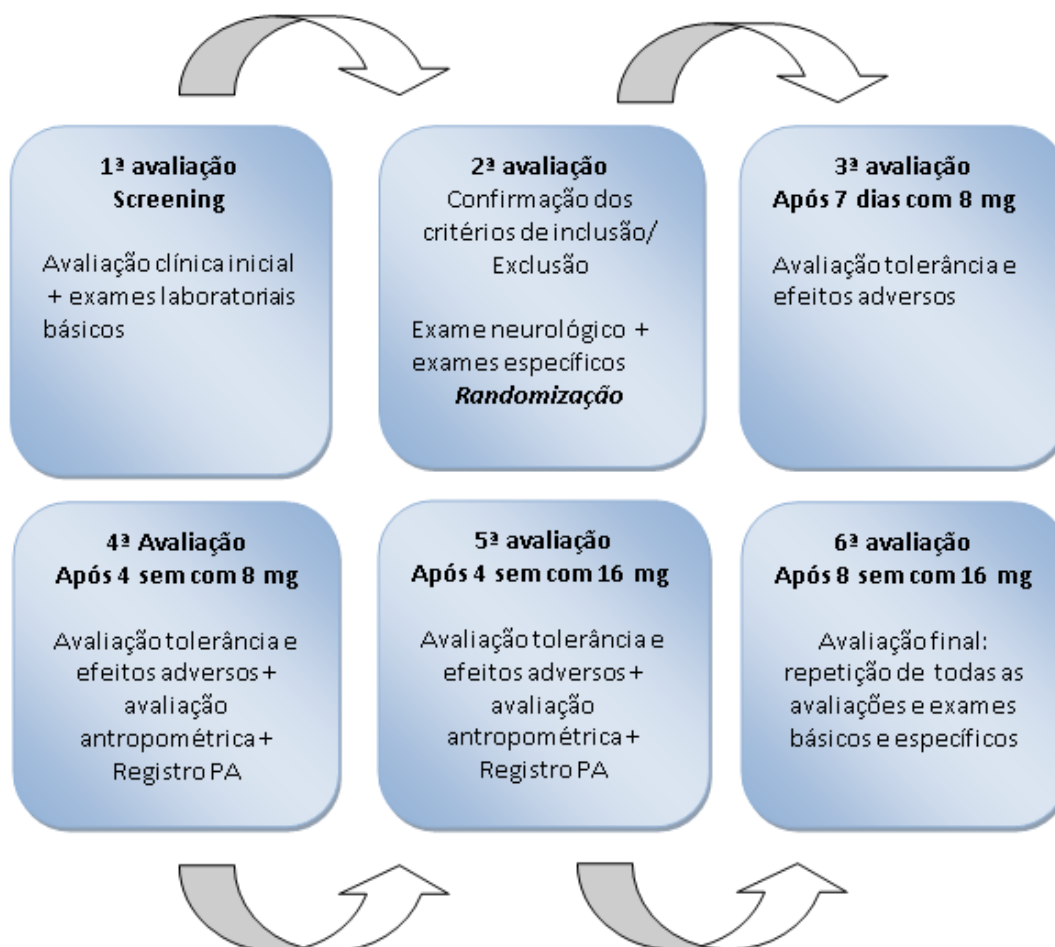 1ª avaliação
Screening
Avaliação clínica inicial
+ exames laboratoriais
básicos
2ª avaliação
Confirmação dos
critérios de inclusão/
Exclusão
Exame neurológico +
exames específicos
Randomização
3ª avaliação
Após 7 dias com 8 mg
Avaliação tolerância e
efeitos adversos
4ª Avaliação
Após 4 sem com 8 mg
Avaliação tolerância e
efeitos adversos +
avaliação
antropométrica +
Registro PA
5ª avaliação
Após 4 sem com 16 mg
Avaliação tolerância e
efeitos adversos +
avaliação
antropométrica +
Registro PA
6ª avaliação
Após 8 sem com 16 mg
Avaliação final:
repetição de todas as
avaliações e exames
básicos e específicos